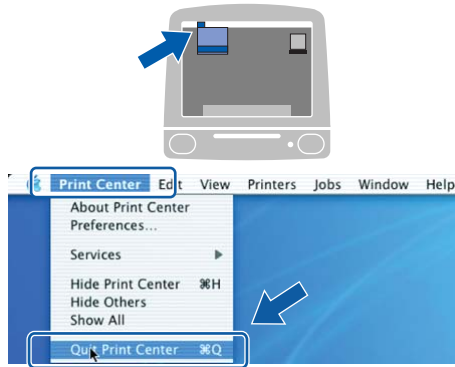 Print Center Edit View Printers Jobs Window Help
About Print Center
Preferences...
Services
Hide Print Center ⌘H
Hide Others
Show All
Quit Print Center ⌘Q